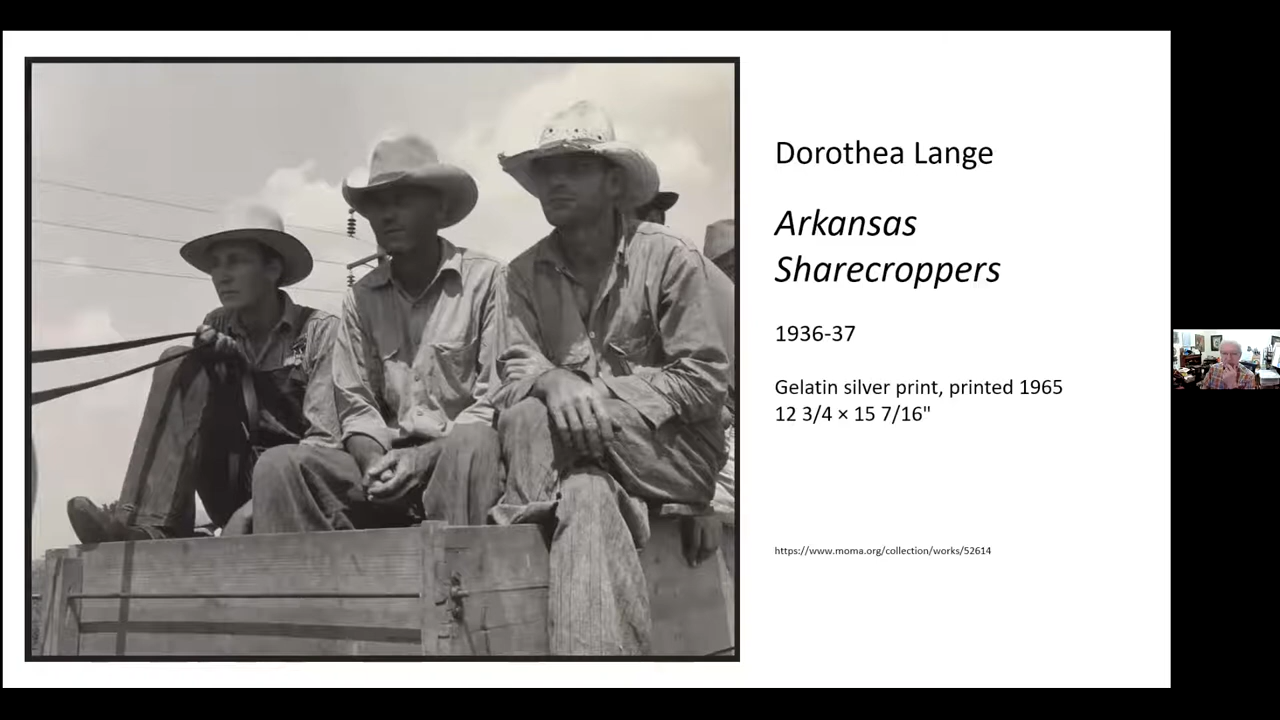 Dorothea Lange
Arkansas
Sharecroppers
1936-37
Gelatin silver print, printed 1965
12 3/4 × 15 7/16"
https://www.moma.org/collection/works/52614